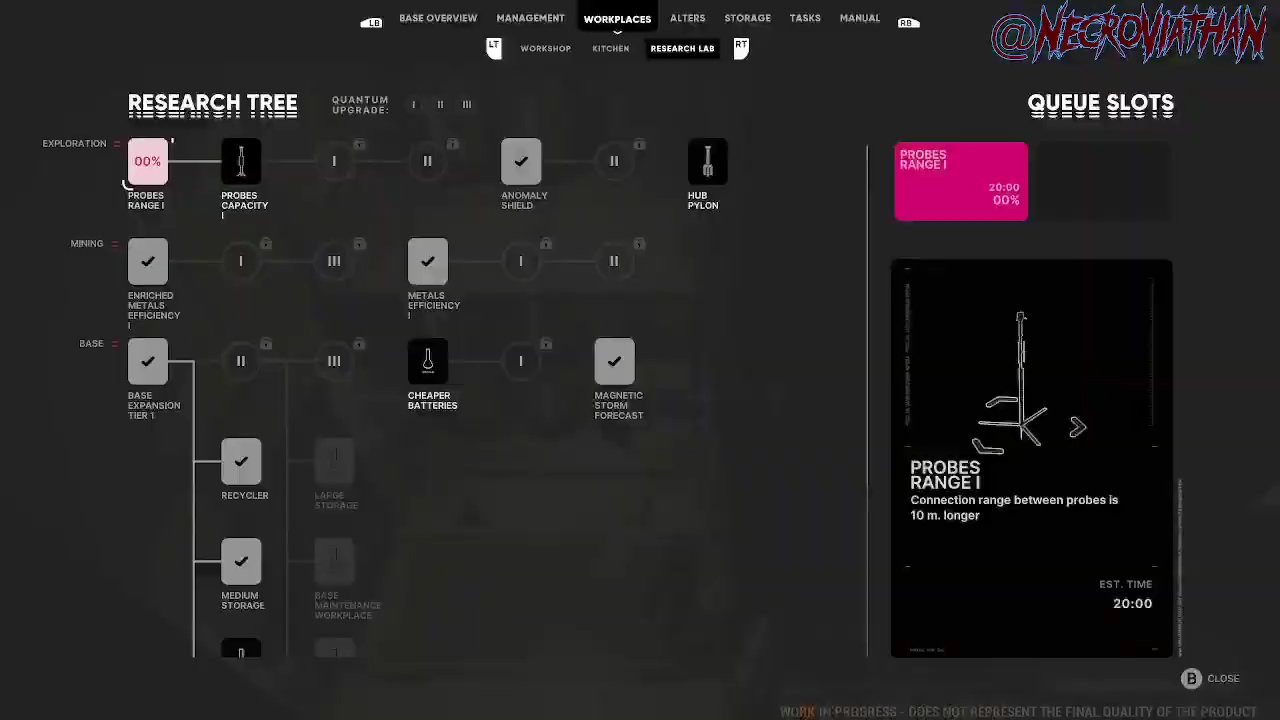 LB BASE OVERVIEW MANAGEMENT WORKPLACES ALTERS STORAGE TASKS MANUAL RB
@NECROVIATHAN
LT WORKSHOP KITCHEN RESEARCH LAB RT
RESEARCH TREE
QUANTUM
UPGRADE: I II III
QUEUE SLOTS
EXPLORATION
00% I II II
PROBES
RANGE I
PROBES
CAPACITY
I
ANOMALY
SHIELD
HUB
PYLON
MINING
I III I II
ENRICHED
METALS
EFFICIENCY
I
METALS
EFFICIENCY
I
BASE
II III I
BASE
EXPANSION
TIER 1
CHEAPER
BATTERIES
MAGNETIC
STORM
FORECAST
RECYCLER
LARGE
STORAGE
MEDIUM
STORAGE
BASE
MAINTENANCE
WORKPLACE
PROBES
RANGE I
20:00
00%
PROBES
RANGE I
Connection range between probes is
10 m. longer
EST. TIME
20:00
B CLOSE
WORK IN PROGRESS - DOES NOT REPRESENT THE FINAL QUALITY OF THE PRODUCT